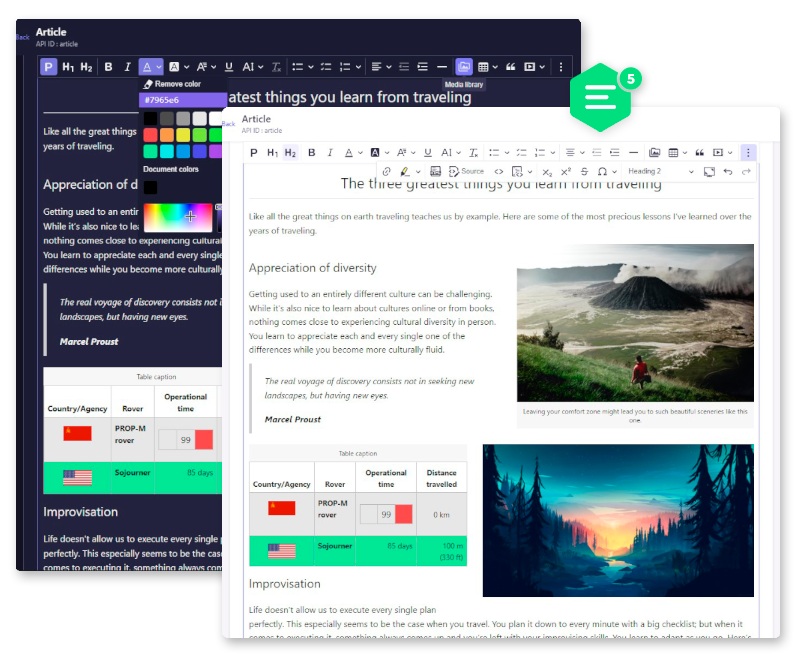 Back
Article
API ID : article
P H1 H2 B I A A Aa U AI Tx
Remove color
#7965e6
Media library
atest things you learn from traveling
Like all the great things
years of traveling.
Document colors
Appreciation of d
Getting used to an entir
While it's also nice to lea
nothing comes close to experiencing cultural
You learn to appreciate each and every single
differences while you become more culturally
The real voyage of discovery consists not i
landscapes, but having new eyes.
Marcel Proust
Table caption
Country/Agency
Rover
Operational
time
PROP-M
rover
99
Sojourner
85 days
Improvisation
Life doesn't allow us to execute every single p
perfectly. This especially seems to be the case
comes to executing it, something always com
5
Back
Article
API ID : article
P H1 H2 B I A A Aa U AI Tx
Source
X2 X2 S Ω Heading 2
The three greatest things you learn from traveling
Like all the great things on earth traveling teaches us by example. Here are some of the most precious lessons I've learned over the
years of traveling.
Appreciation of diversity
Getting used to an entirely different culture can be challenging.
While it's also nice to learn about cultures online or from books,
nothing comes close to experiencing cultural diversity in person.
You learn to appreciate each and every single one of the
differences while you become more culturally fluid.
The real voyage of discovery consists not in seeking new
landscapes, but having new eyes.
Marcel Proust
Leaving your comfort zone might lead you to such beautiful sceneries like this
one.
Table caption
Country/Agency
Rover
Operational
time
Distance
travelled
PROP-M
rover
99
0 km
Sojourner
85 days
100 m
(330 ft)
Improvisation
Life doesn't allow us to execute every single plan
perfectly. This especially seems to be the case when you travel. You plan it down to every minute with a big checklist; but when it
comes to executing it, something always comes up and you're left with your improvising skills. You learn to adapt as you go. Here's